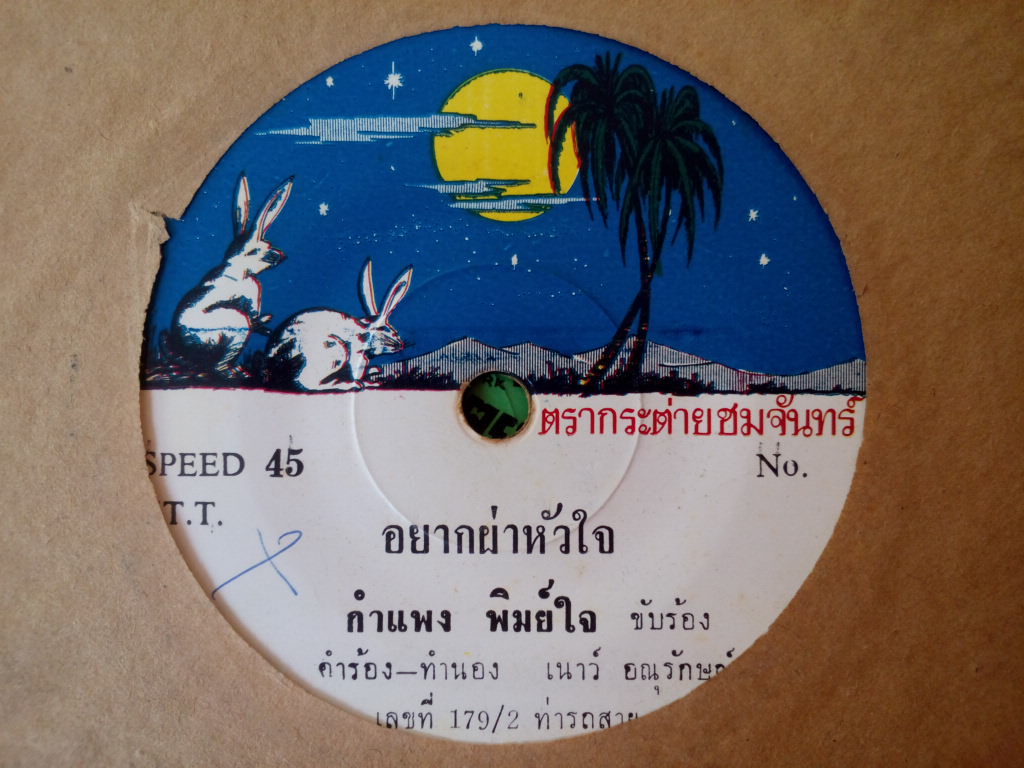 ตรากระต่ายชมจันทร์
SPEED 45
No.
T.T.
อยากผ่าหัวใจ
กำแพง พิมย์ใจ ขับร้อง
คำร้อง–ทำนอง เนาว์ อณุรักษณ์
เลขที่ 179/2 ท่ารถสาย